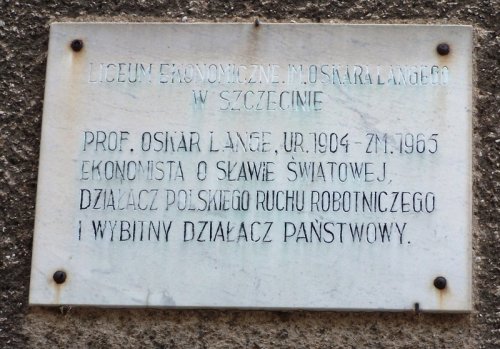 LICEUM EKONOMICZNE IM. OSKARA LANGEGO
W SZCZECINIE
PROF. OSKAR LANGE, UR. 1904 - ZM. 1965
EKONOMISTA O SŁAWIE ŚWIATOWEJ,
DZIAŁACZ POLSKIEGO RUCHU ROBOTNICZEGO
I WYBITNY DZIAŁACZ PAŃSTWOWY.